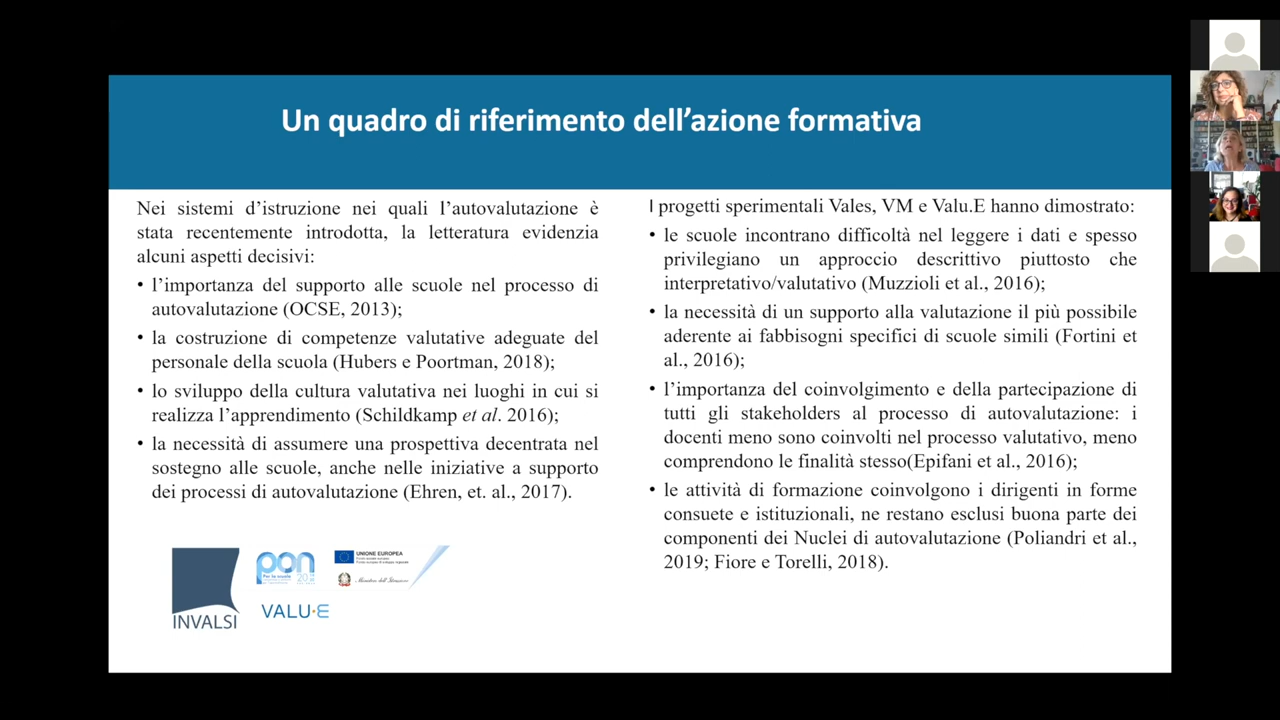 Un quadro di riferimento dell’azione formativa
Nei sistemi d’istruzione nei quali l’autovalutazione è
stata recentemente introdotta, la letteratura evidenzia
alcuni aspetti decisivi:
• l’importanza del supporto alle scuole nel processo di
autovalutazione (OCSE, 2013);
• la costruzione di competenze valutative adeguate del
personale della scuola (Hubers e Poortman, 2018);
• lo sviluppo della cultura valutativa nei luoghi in cui si
realizza l’apprendimento (Schildkamp et al. 2016);
• la necessità di assumere una prospettiva decentrata nel
sostegno alle scuole, anche nelle iniziative a supporto
dei processi di autovalutazione (Ehren, et. al., 2017).
I progetti sperimentali Vales, VM e Valu.E hanno dimostrato:
• le scuole incontrano difficoltà nel leggere i dati e spesso
privilegiano un approccio descrittivo piuttosto che
interpretativo/valutativo (Muzzioli et al., 2016);
• la necessità di un supporto alla valutazione il più possibile
aderente ai fabbisogni specifici di scuole simili (Fortini et
al., 2016);
• l’importanza del coinvolgimento e della partecipazione di
tutti gli stakeholders al processo di autovalutazione: i
docenti meno sono coinvolti nel processo valutativo, meno
comprendono le finalità stesso(Epifani et al., 2016);
• le attività di formazione coinvolgono i dirigenti in forme
consuete e istituzionali, ne restano esclusi buona parte dei
componenti dei Nuclei di autovalutazione (Poliandri et al.,
2019; Fiore e Torelli, 2018).
INVALSI
pon
Per la scuola
VALU·E
UNIONE EUROPEA
Ministero dell'Istruzione